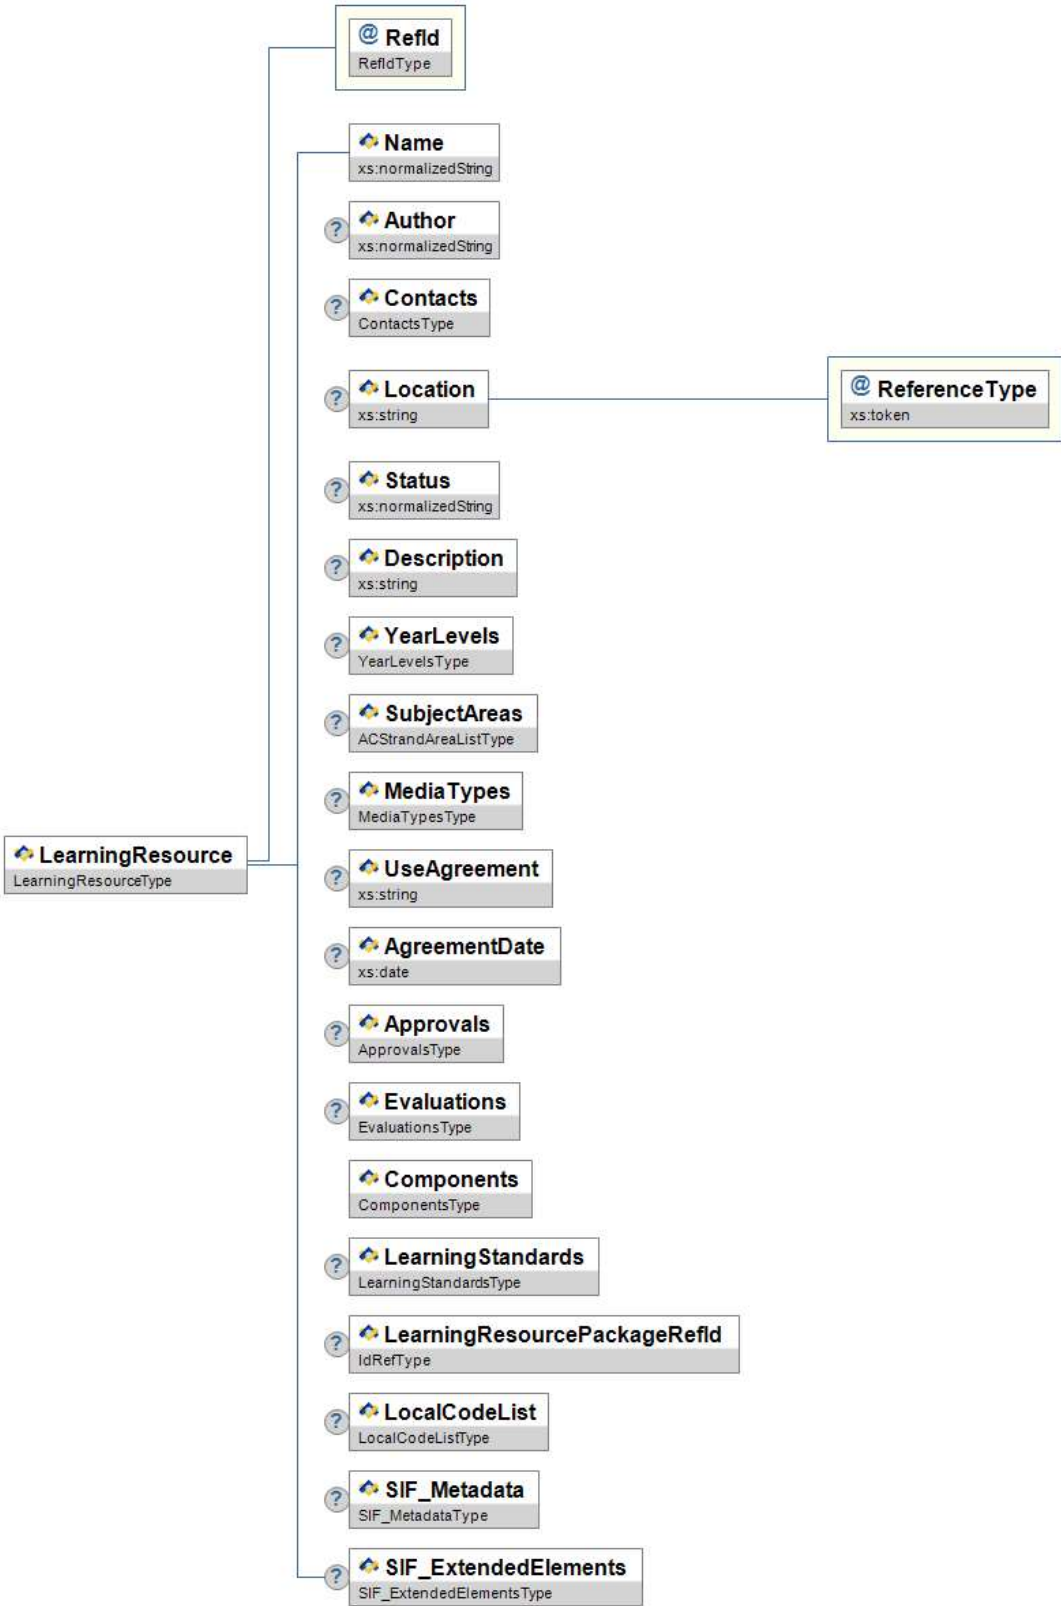 @ RefId
RefIdType
Name
xs:normalizedString
? Author
xs:normalizedString
? Contacts
ContactsType
? Location
xs:string
@ ReferenceType
xs:token
? Status
xs:normalizedString
? Description
xs:string
? YearLevels
YearLevelsType
? SubjectAreas
ACStrandAreaListType
? MediaTypes
MediaTypesType
LearningResource
LearningResourceType
? UseAgreement
xs:string
? AgreementDate
xs:date
? Approvals
ApprovalsType
? Evaluations
EvaluationsType
Components
ComponentsType
? LearningStandards
LearningStandardsType
? LearningResourcePackageRefId
IdRefType
? LocalCodeList
LocalCodeListType
? SIF_Metadata
SIF_MetadataType
? SIF_ExtendedElements
SIF_ExtendedElementsType